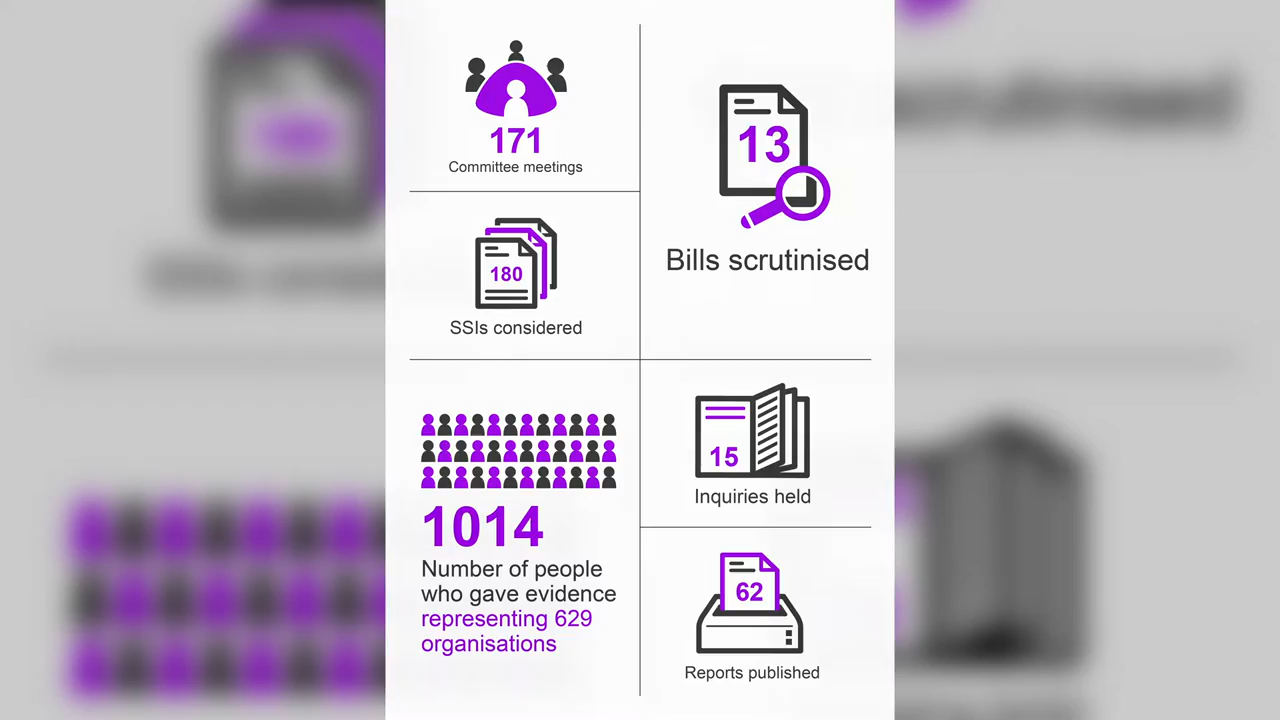 171
Committee meetings
180
SSIs considered
13
Bills scrutinised
1014
Number of people
who gave evidence
representing 629
organisations
15
Inquiries held
62
Reports published